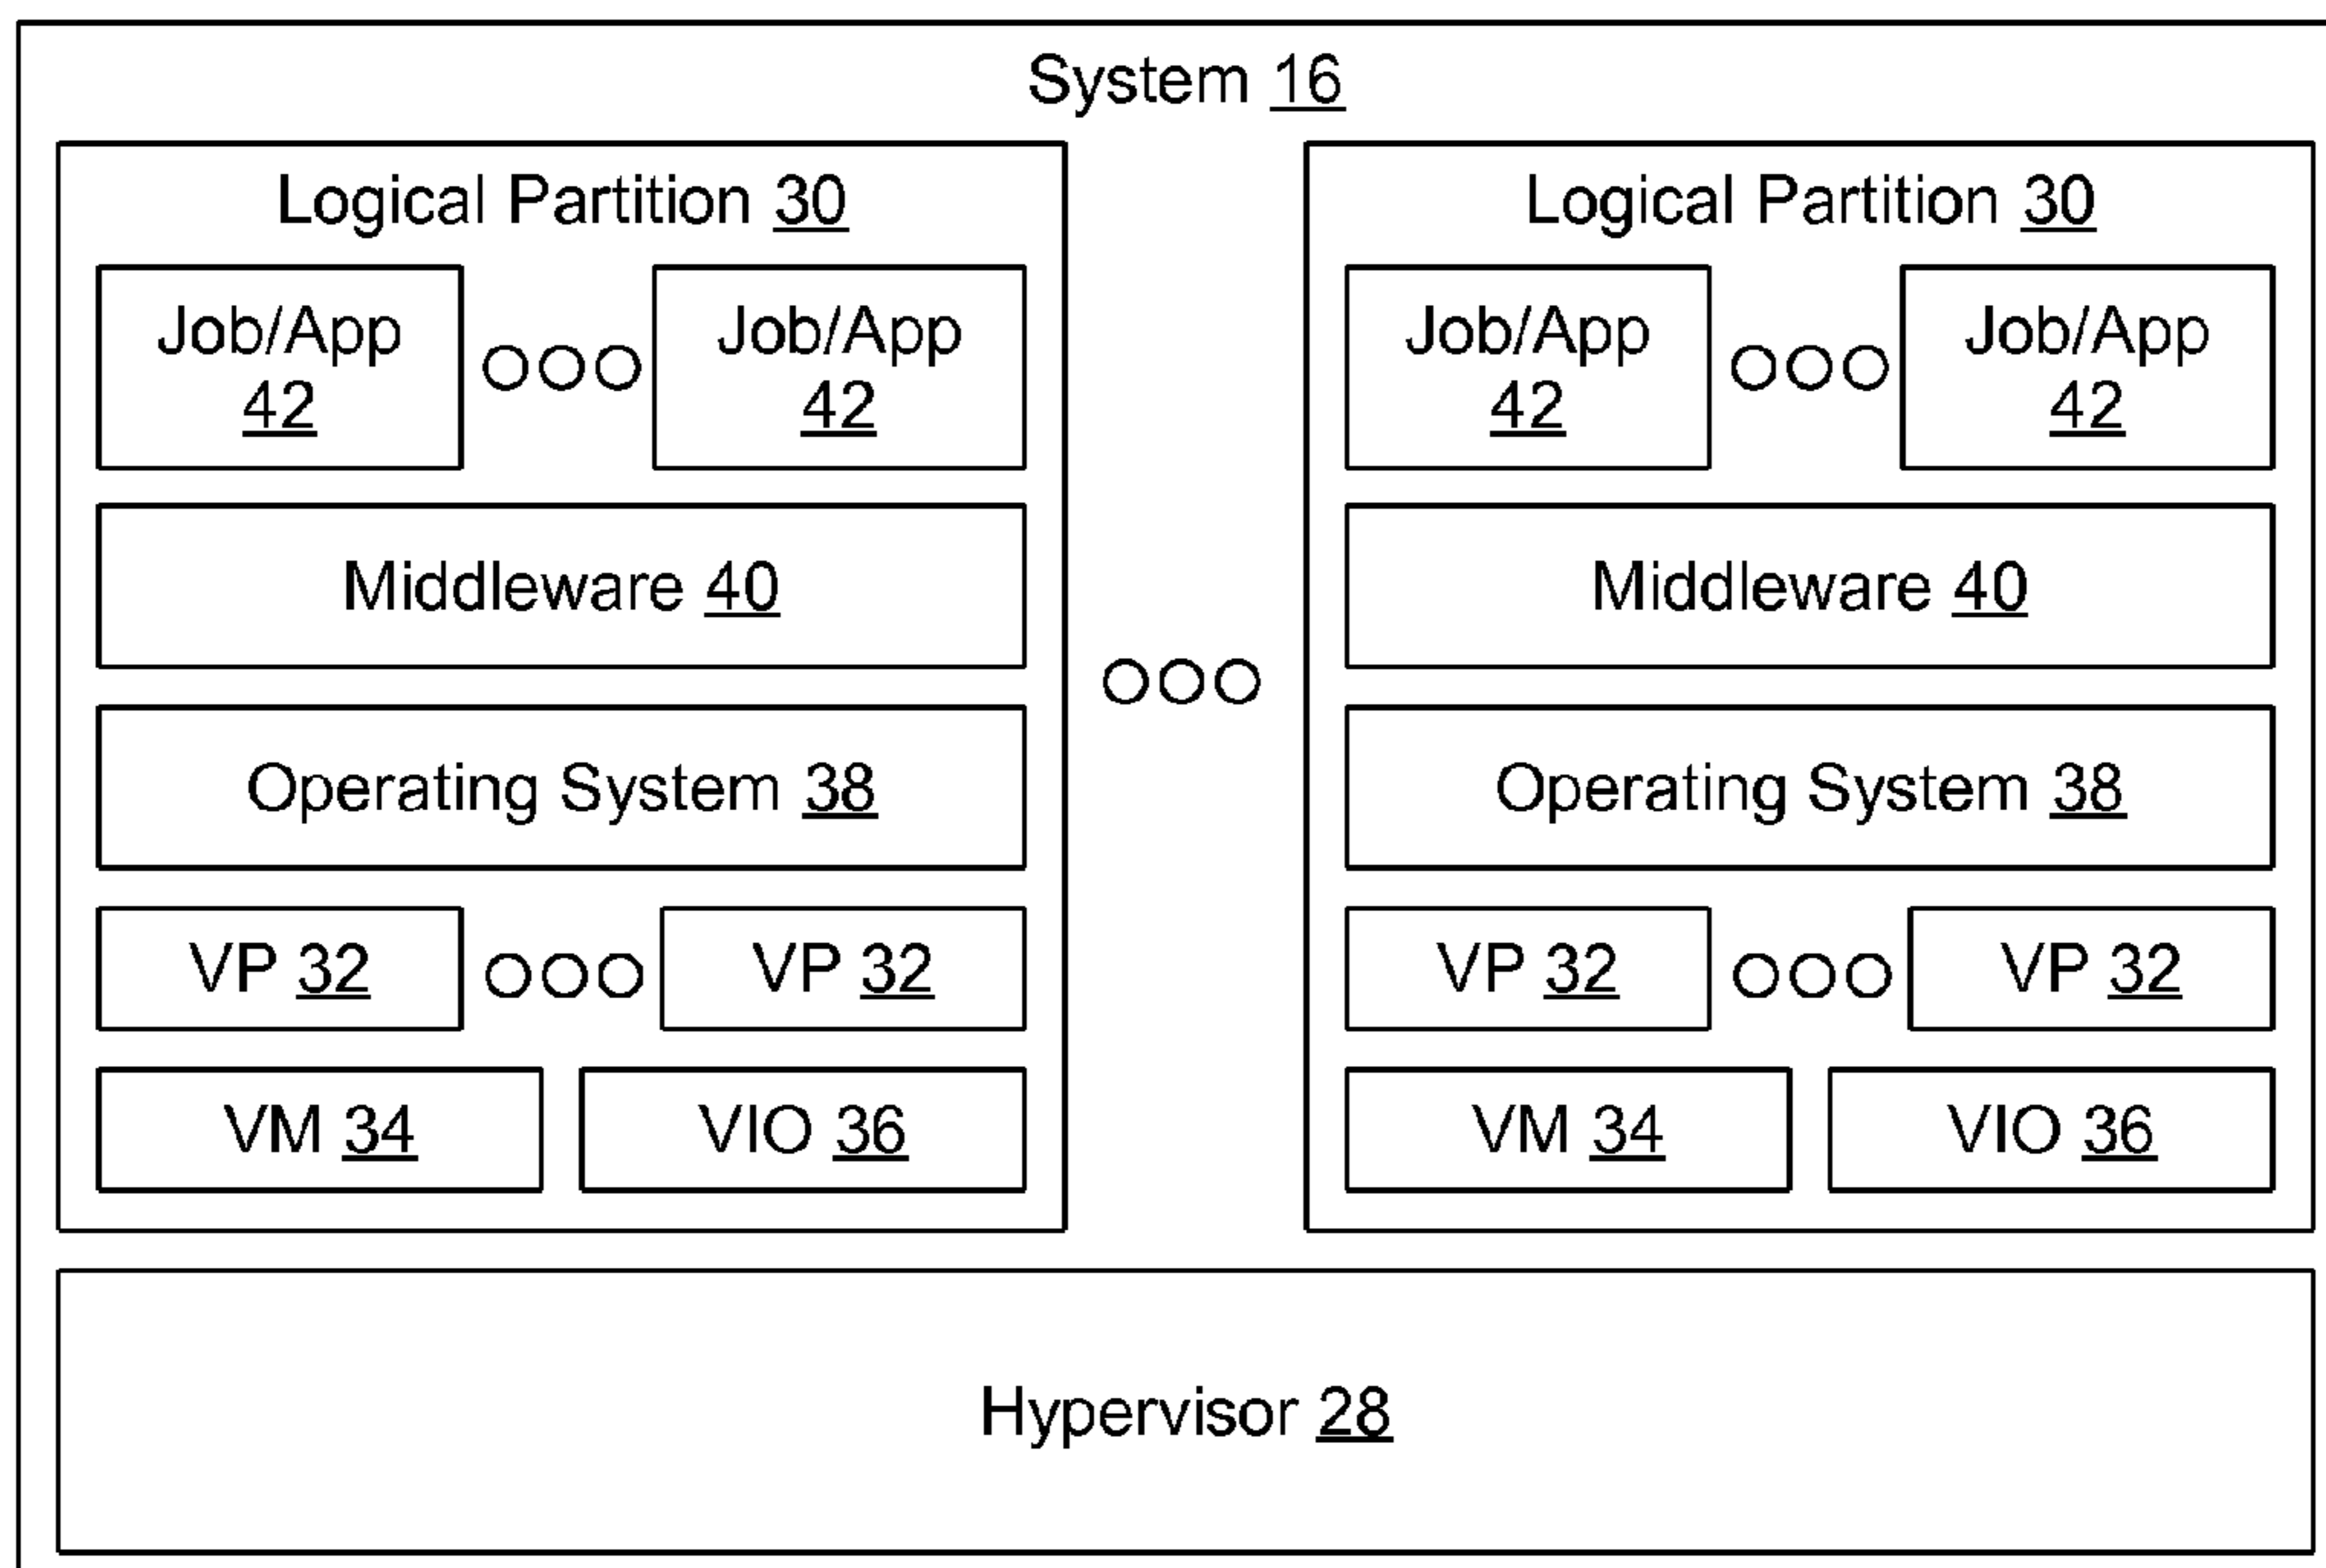 System 16
Logical Partition 30
Job/App
42
Job/App
42
Middleware 40
Operating System 38
VP 32
VP 32
VM 34
VIO 36
Logical Partition 30
Job/App
42
Job/App
42
Middleware 40
Operating System 38
VP 32
VP 32
VM 34
VIO 36
Hypervisor 28